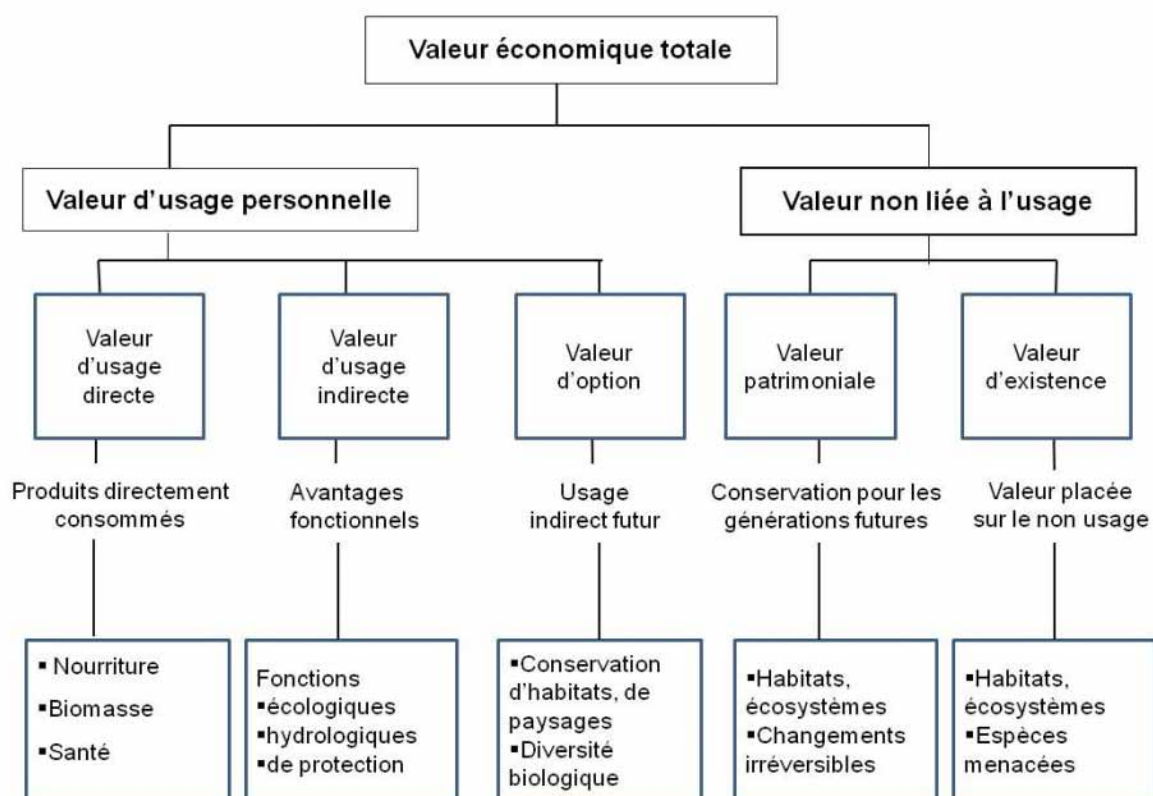 Valeur économique totale
Valeur d'usage personnelle
Valeur non liée à l'usage
Valeur
d'usage
directe
Valeur
d'usage
indirecte
Valeur
d'option
Valeur
patrimoniale
Valeur
d'existence
Produits directement
consommés
Avantages
fonctionnels
Usage
indirect futur
Conservation pour les
générations futures
Valeur placée
sur le non usage
▪ Nourriture
▪Biomasse
▪Santé
Fonctions
▪écologiques
▪hydrologiques
▪de protection
▪Conservation
d'habitats, de
paysages
▪Diversité
biologique
▪Habitats,
écosystèmes
▪Changements
irréversibles
▪Habitats,
écosystèmes
▪Espèces
menacées